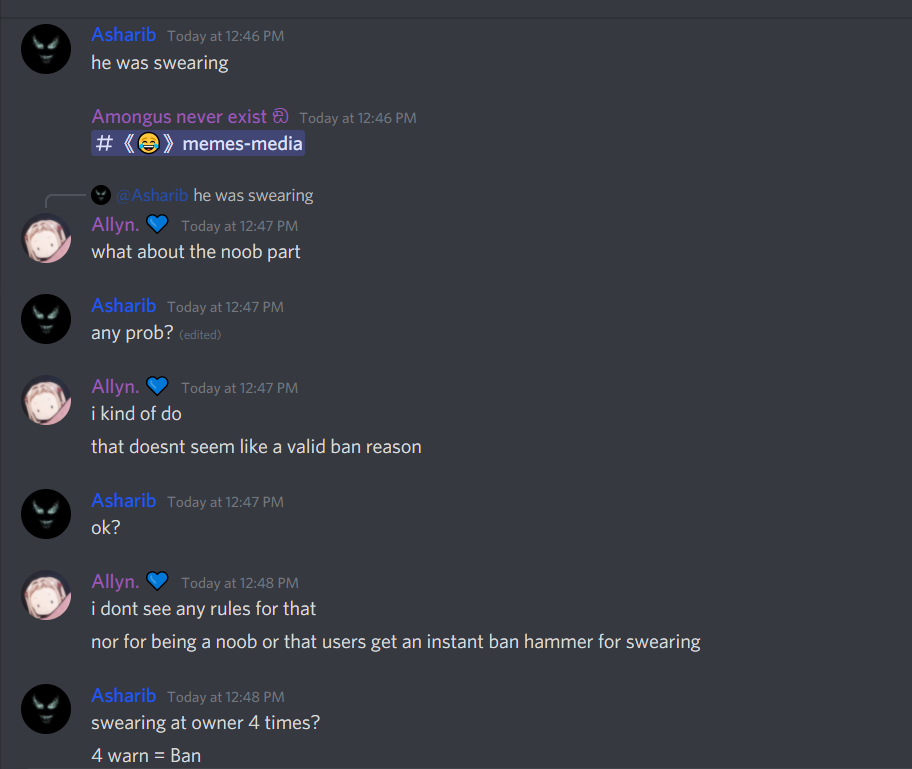 Asharib Today at 12:46 PM
he was swearing
Amongus never exist ඞ Today at 12:46 PM
# 《😂》 memes-media
@Asharib he was swearing
Allyn. 💙 Today at 12:47 PM
what about the noob part
Asharib Today at 12:47 PM
any prob? (edited)
Allyn. 💙 Today at 12:47 PM
i kind of do
that doesnt seem like a valid ban reason
Asharib Today at 12:47 PM
ok?
Allyn. 💙 Today at 12:48 PM
i dont see any rules for that
nor for being a noob or that users get an instant ban hammer for swearing
Asharib Today at 12:48 PM
swearing at owner 4 times?
4 warn = Ban